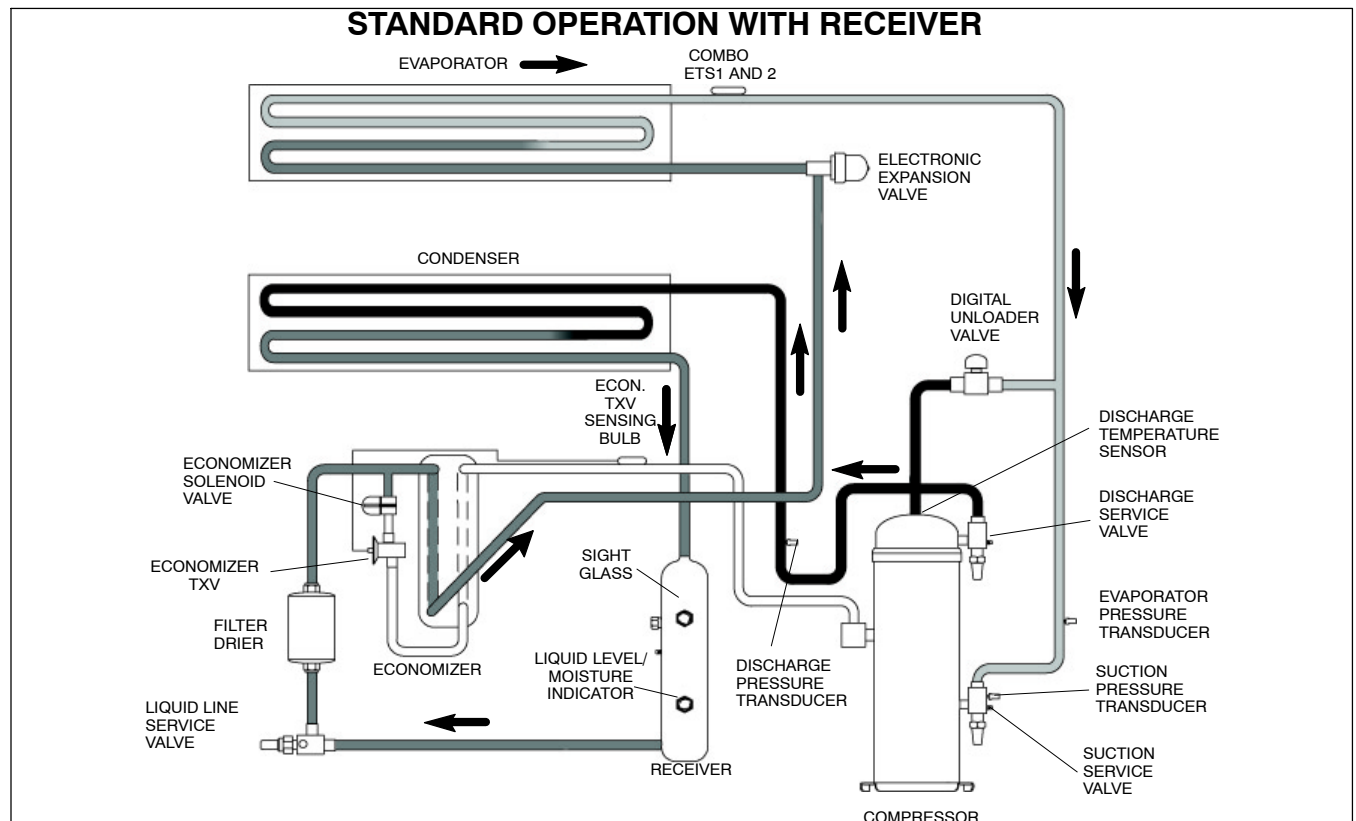 STANDARD OPERATION WITH RECEIVER
EVAPORATOR
COMBO
ETS1 AND 2
ELECTRONIC
EXPANSION
VALVE
CONDENSER
DIGITAL
UNLOADER
VALVE
ECON.
TXV
SENSING
BULB
DISCHARGE
TEMPERATURE
SENSOR
ECONOMIZER
SOLENOID
VALVE
DISCHARGE
SERVICE
VALVE
ECONOMIZER
TXV
SIGHT
GLASS
EVAPORATOR
PRESSURE
TRANSDUCER
FILTER
DRIER
ECONOMIZER
LIQUID LEVEL/
MOISTURE
INDICATOR
DISCHARGE
PRESSURE
TRANSDUCER
SUCTION
PRESSURE
TRANSDUCER
LIQUID LINE
SERVICE
VALVE
RECEIVER
SUCTION
SERVICE
VALVE
COMPRESSOR